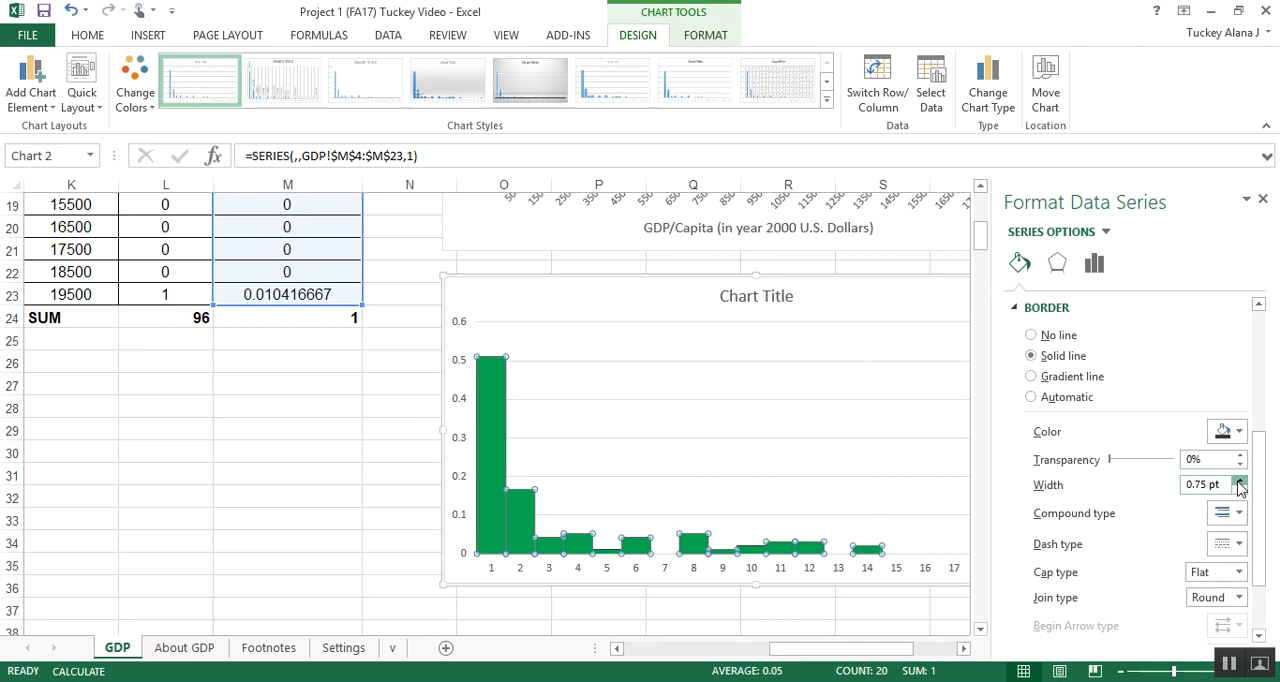 Project 1 (FA17) Tuckey Video - Excel
CHART TOOLS
?
FILE HOME INSERT PAGE LAYOUT FORMULAS DATA REVIEW VIEW ADD-INS DESIGN FORMAT Tuckey Alana J
Add Chart Element Quick Layout Change Colors Switch Row/ Column Select Data Change Chart Type Move Chart
Chart Layouts Chart Styles Data Type Location
Chart 2 fx =SERIES(,,GDP!$M$4:$M$23,1)
K L M N O P Q R S
19 15500 0 0
20 16500 0 0
21 17500 0 0
22 18500 0 0
23 19500 1 0.010416667
24 SUM 96 1
25
26
27
28
29
30
31
32
33
34
35
36
37
38
GDP/Capita (in year 2000 U.S. Dollars)
Chart Title
0.6
0.5
0.4
0.3
0.2
0.1
0
1 2 3 4 5 6 7 8 9 10 11 12 13 14 15 16 17
Format Data Series
SERIES OPTIONS
BORDER
No line
Solid line
Gradient line
Automatic
Color
Transparency 0%
Width 0.75 pt
Compound type
Dash type
Cap type Flat
Join type Round
Begin Arrow type
GDP About GDP Footnotes Settings v
READY CALCULATE AVERAGE: 0.05 COUNT: 20 SUM: 1